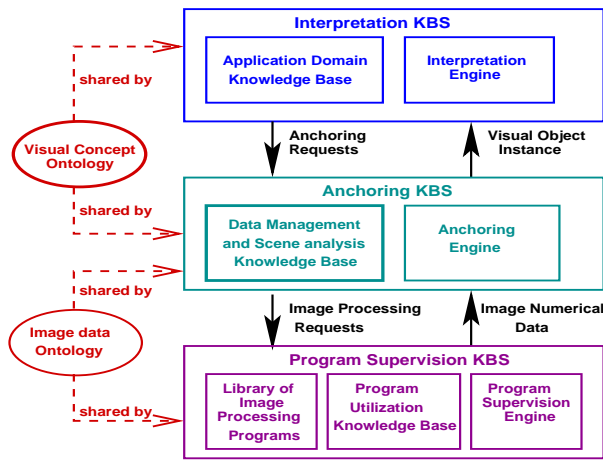 Interpretation KBS
Application Domain
Knowledge Base
Interpretation
Engine
shared by
Anchoring
Requests
Visual Object
Instance
Visual Concept
Ontology
Anchoring KBS
shared by
Data Management
and Scene analysis
Knowledge Base
Anchoring
Engine
shared by
Image Processing
Requests
Image Numerical
Data
Image data
Ontology
Program Supervision KBS
shared by
Library of
Image
Processing
Programs
Program
Utilization
Knowledge Base
Program
Supervision
Engine